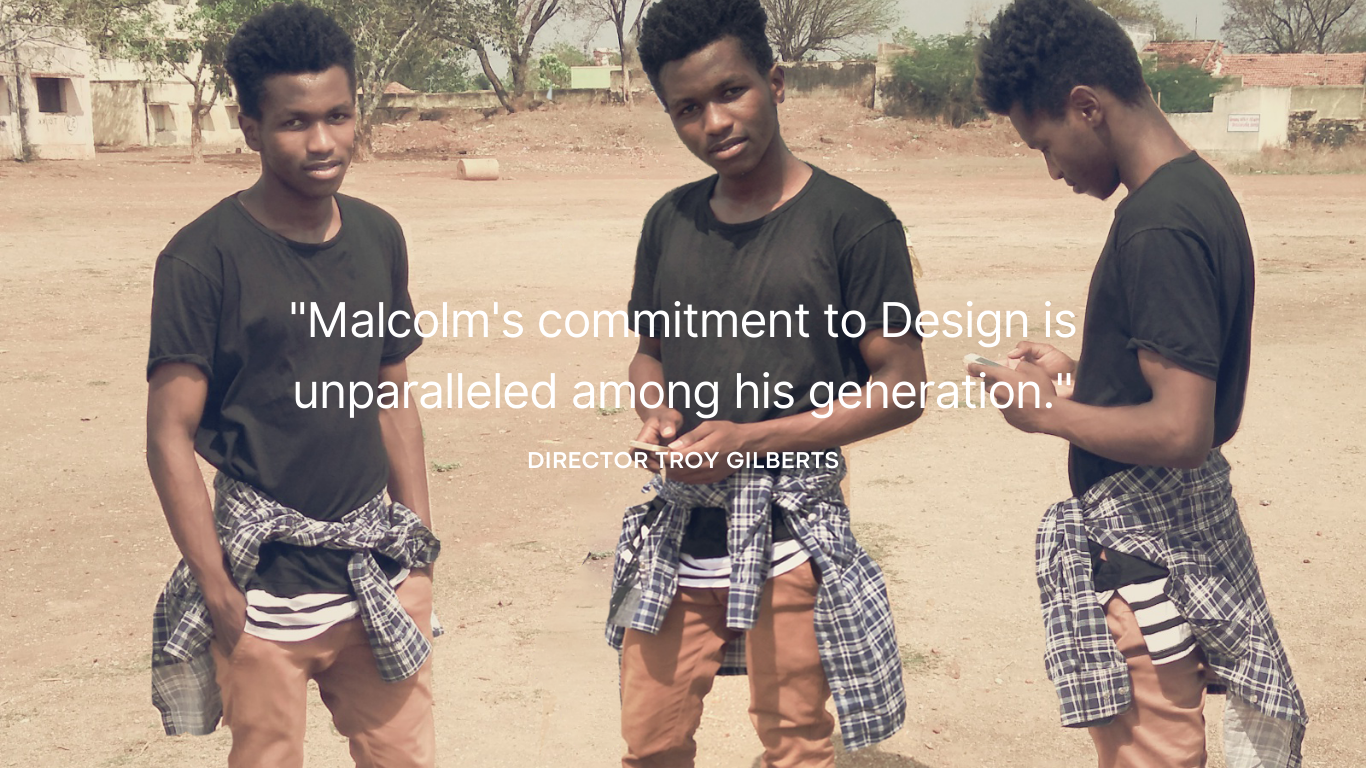 "Malcolm's commitment to Design is
unparalleled among his generation."
DIRECTOR TROY GILBERTS